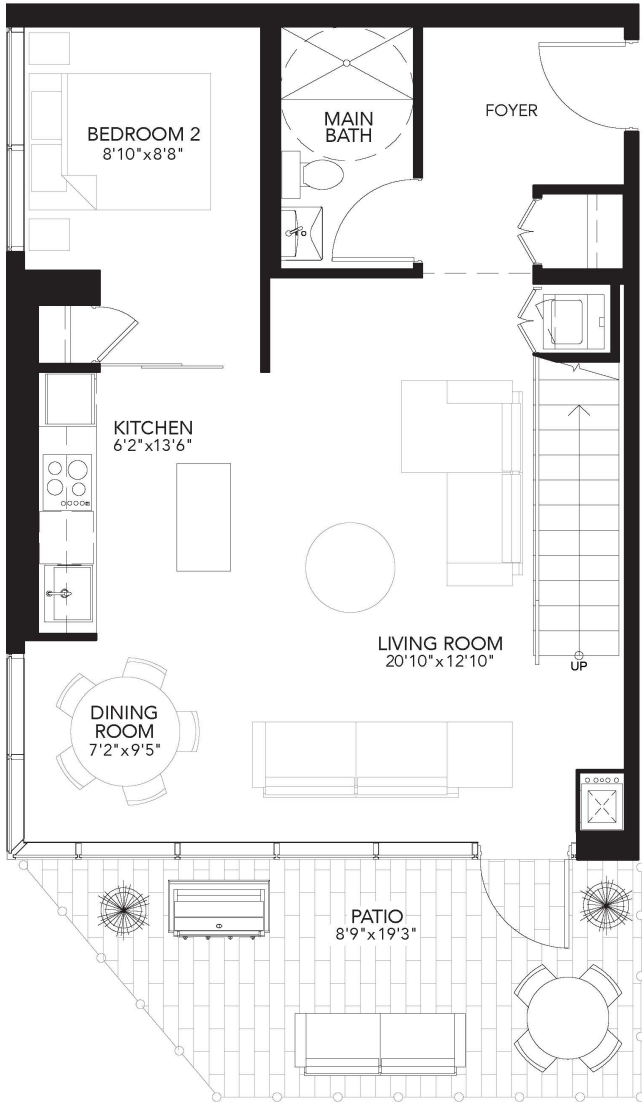 BEDROOM 2
8'10"x8'8"
MAIN
BATH
FOYER
KITCHEN
6'2"x13'6"
LIVING ROOM
20'10"x12'10"
UP
DINING
ROOM
7'2"x9'5"
PATIO
8'9"x19'3"